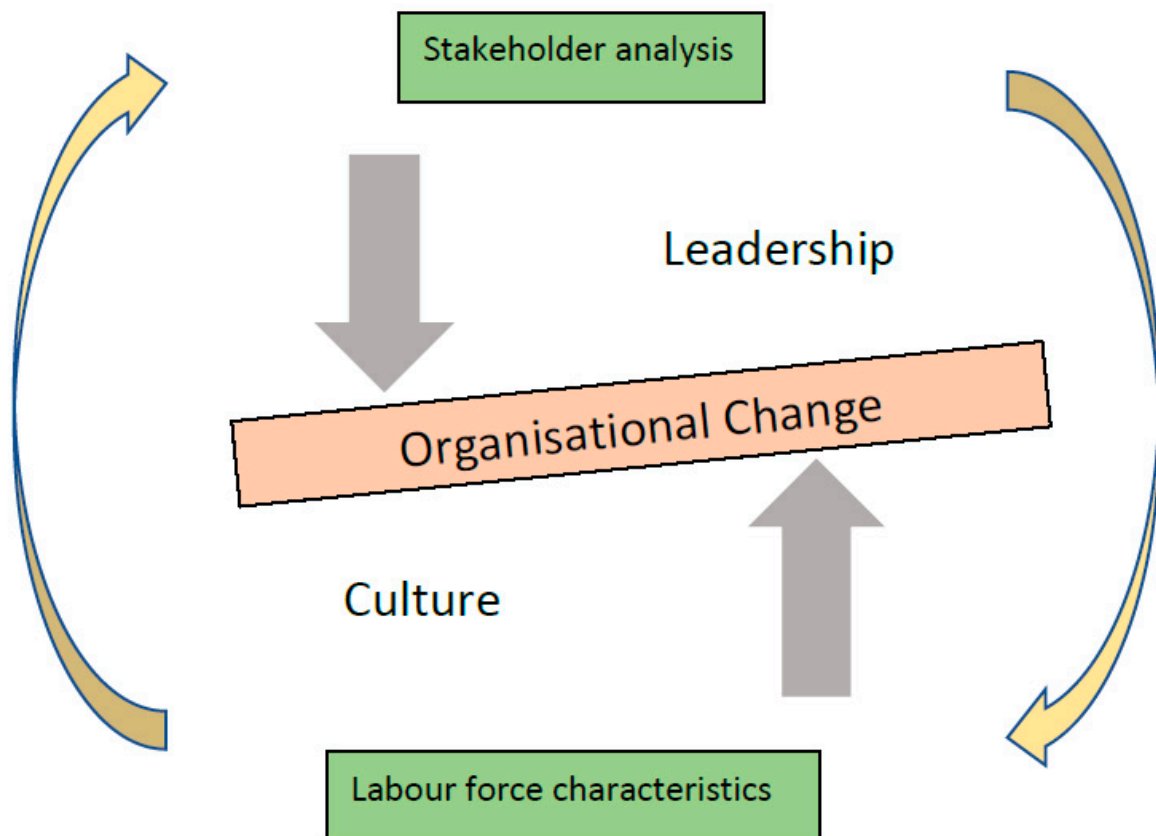 Stakeholder analysis
Leadership
Organisational Change
Culture
Labour force characteristics